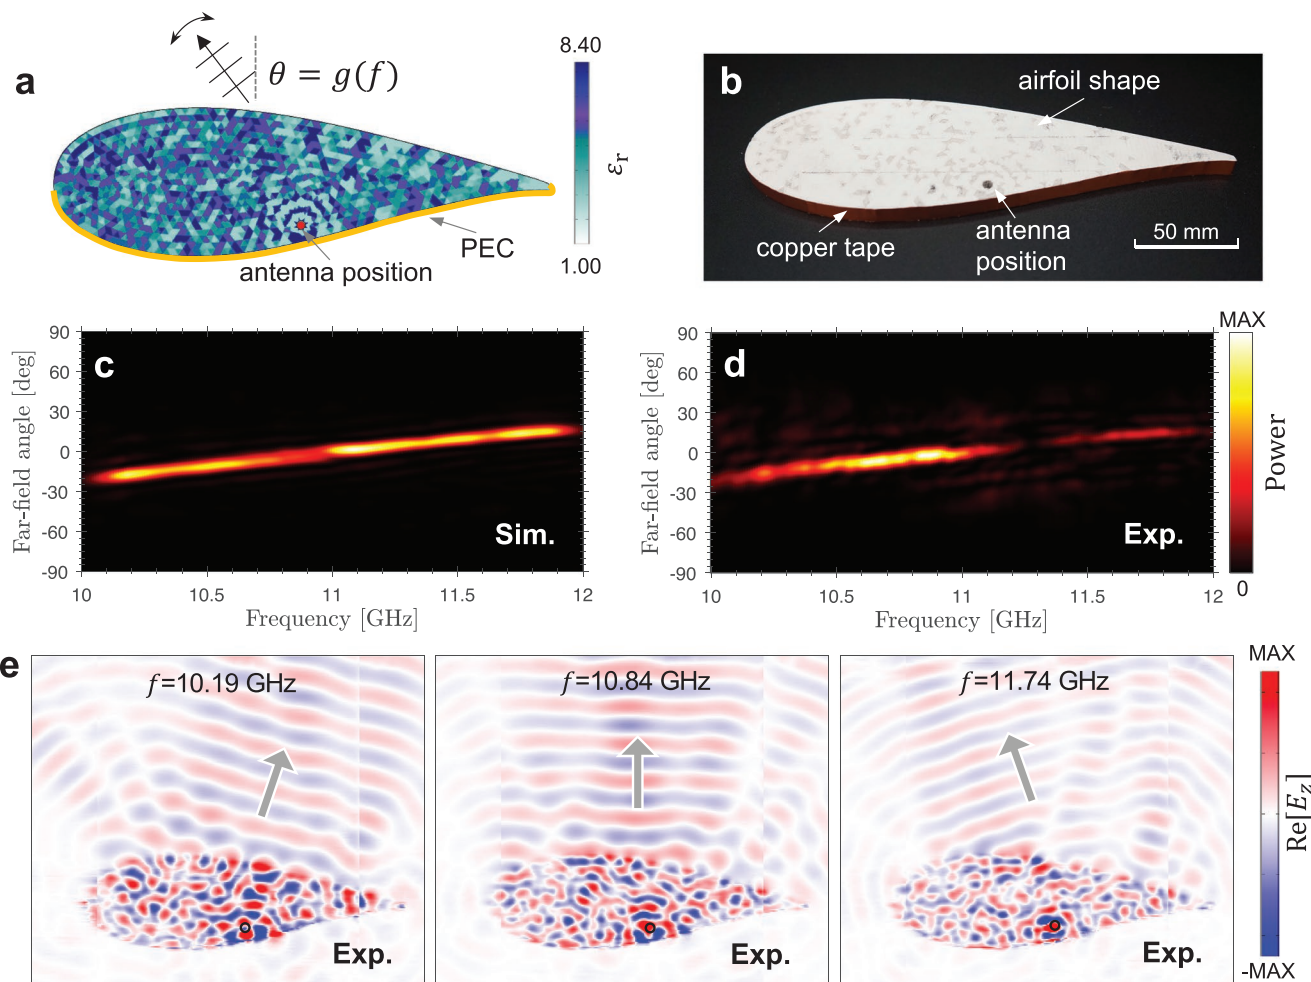 a
θ = g(f)
8.40
εr
1.00
PEC
antenna position
b
airfoil shape
copper tape
antenna
position
50 mm
90
60
30
0
-30
-60
-90
Far-field angle [deg]
c
Sim.
10
10.5
11
11.5
12
Frequency [GHz]
90
60
30
0
-30
-60
-90
Far-field angle [deg]
d
Exp.
10
10.5
11
11.5
12
Frequency [GHz]
MAX
Power
0
e
f=10.19 GHz
Exp.
f=10.84 GHz
Exp.
f=11.74 GHz
Exp.
MAX
Re[Ez]
-MAX